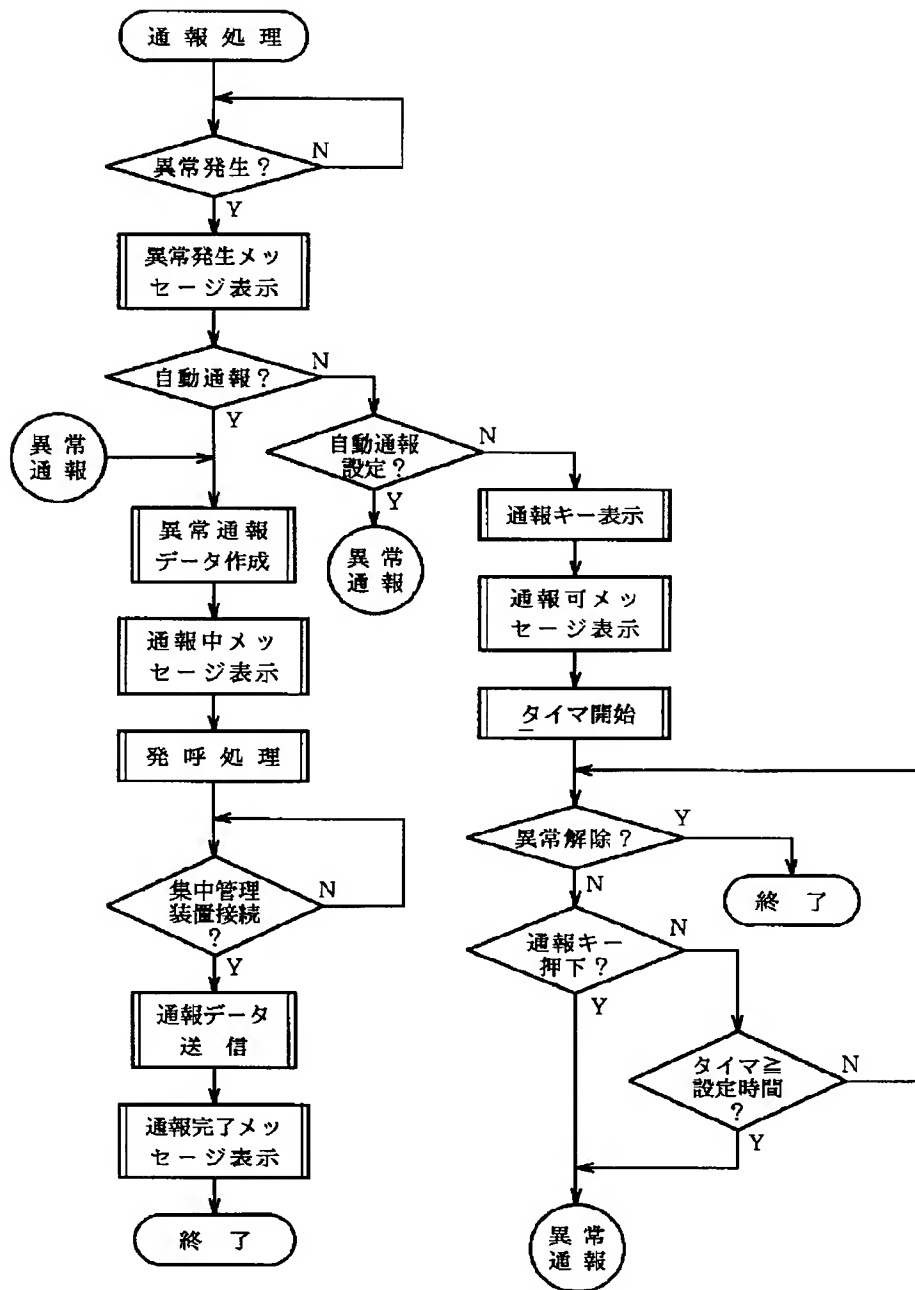 通報処理
異常発生?
N
Y
異常発生メッ
セージ表示
自動通報?
N
Y
異常
通報
自動通報
設定?
N
Y
異常
通報
異常通報
データ作成
通報中メッ
セージ表示
発呼処理
集中管理
装置接続
?
N
Y
通報データ
送信
通報完了メッ
セージ表示
終了
通報キー表示
通報可メッ
セージ表示
タイマ開始
異常解除?
Y
N
終了
通報キー
押下?
N
Y
タイマ≧
設定時間
?
N
Y
異常
通報